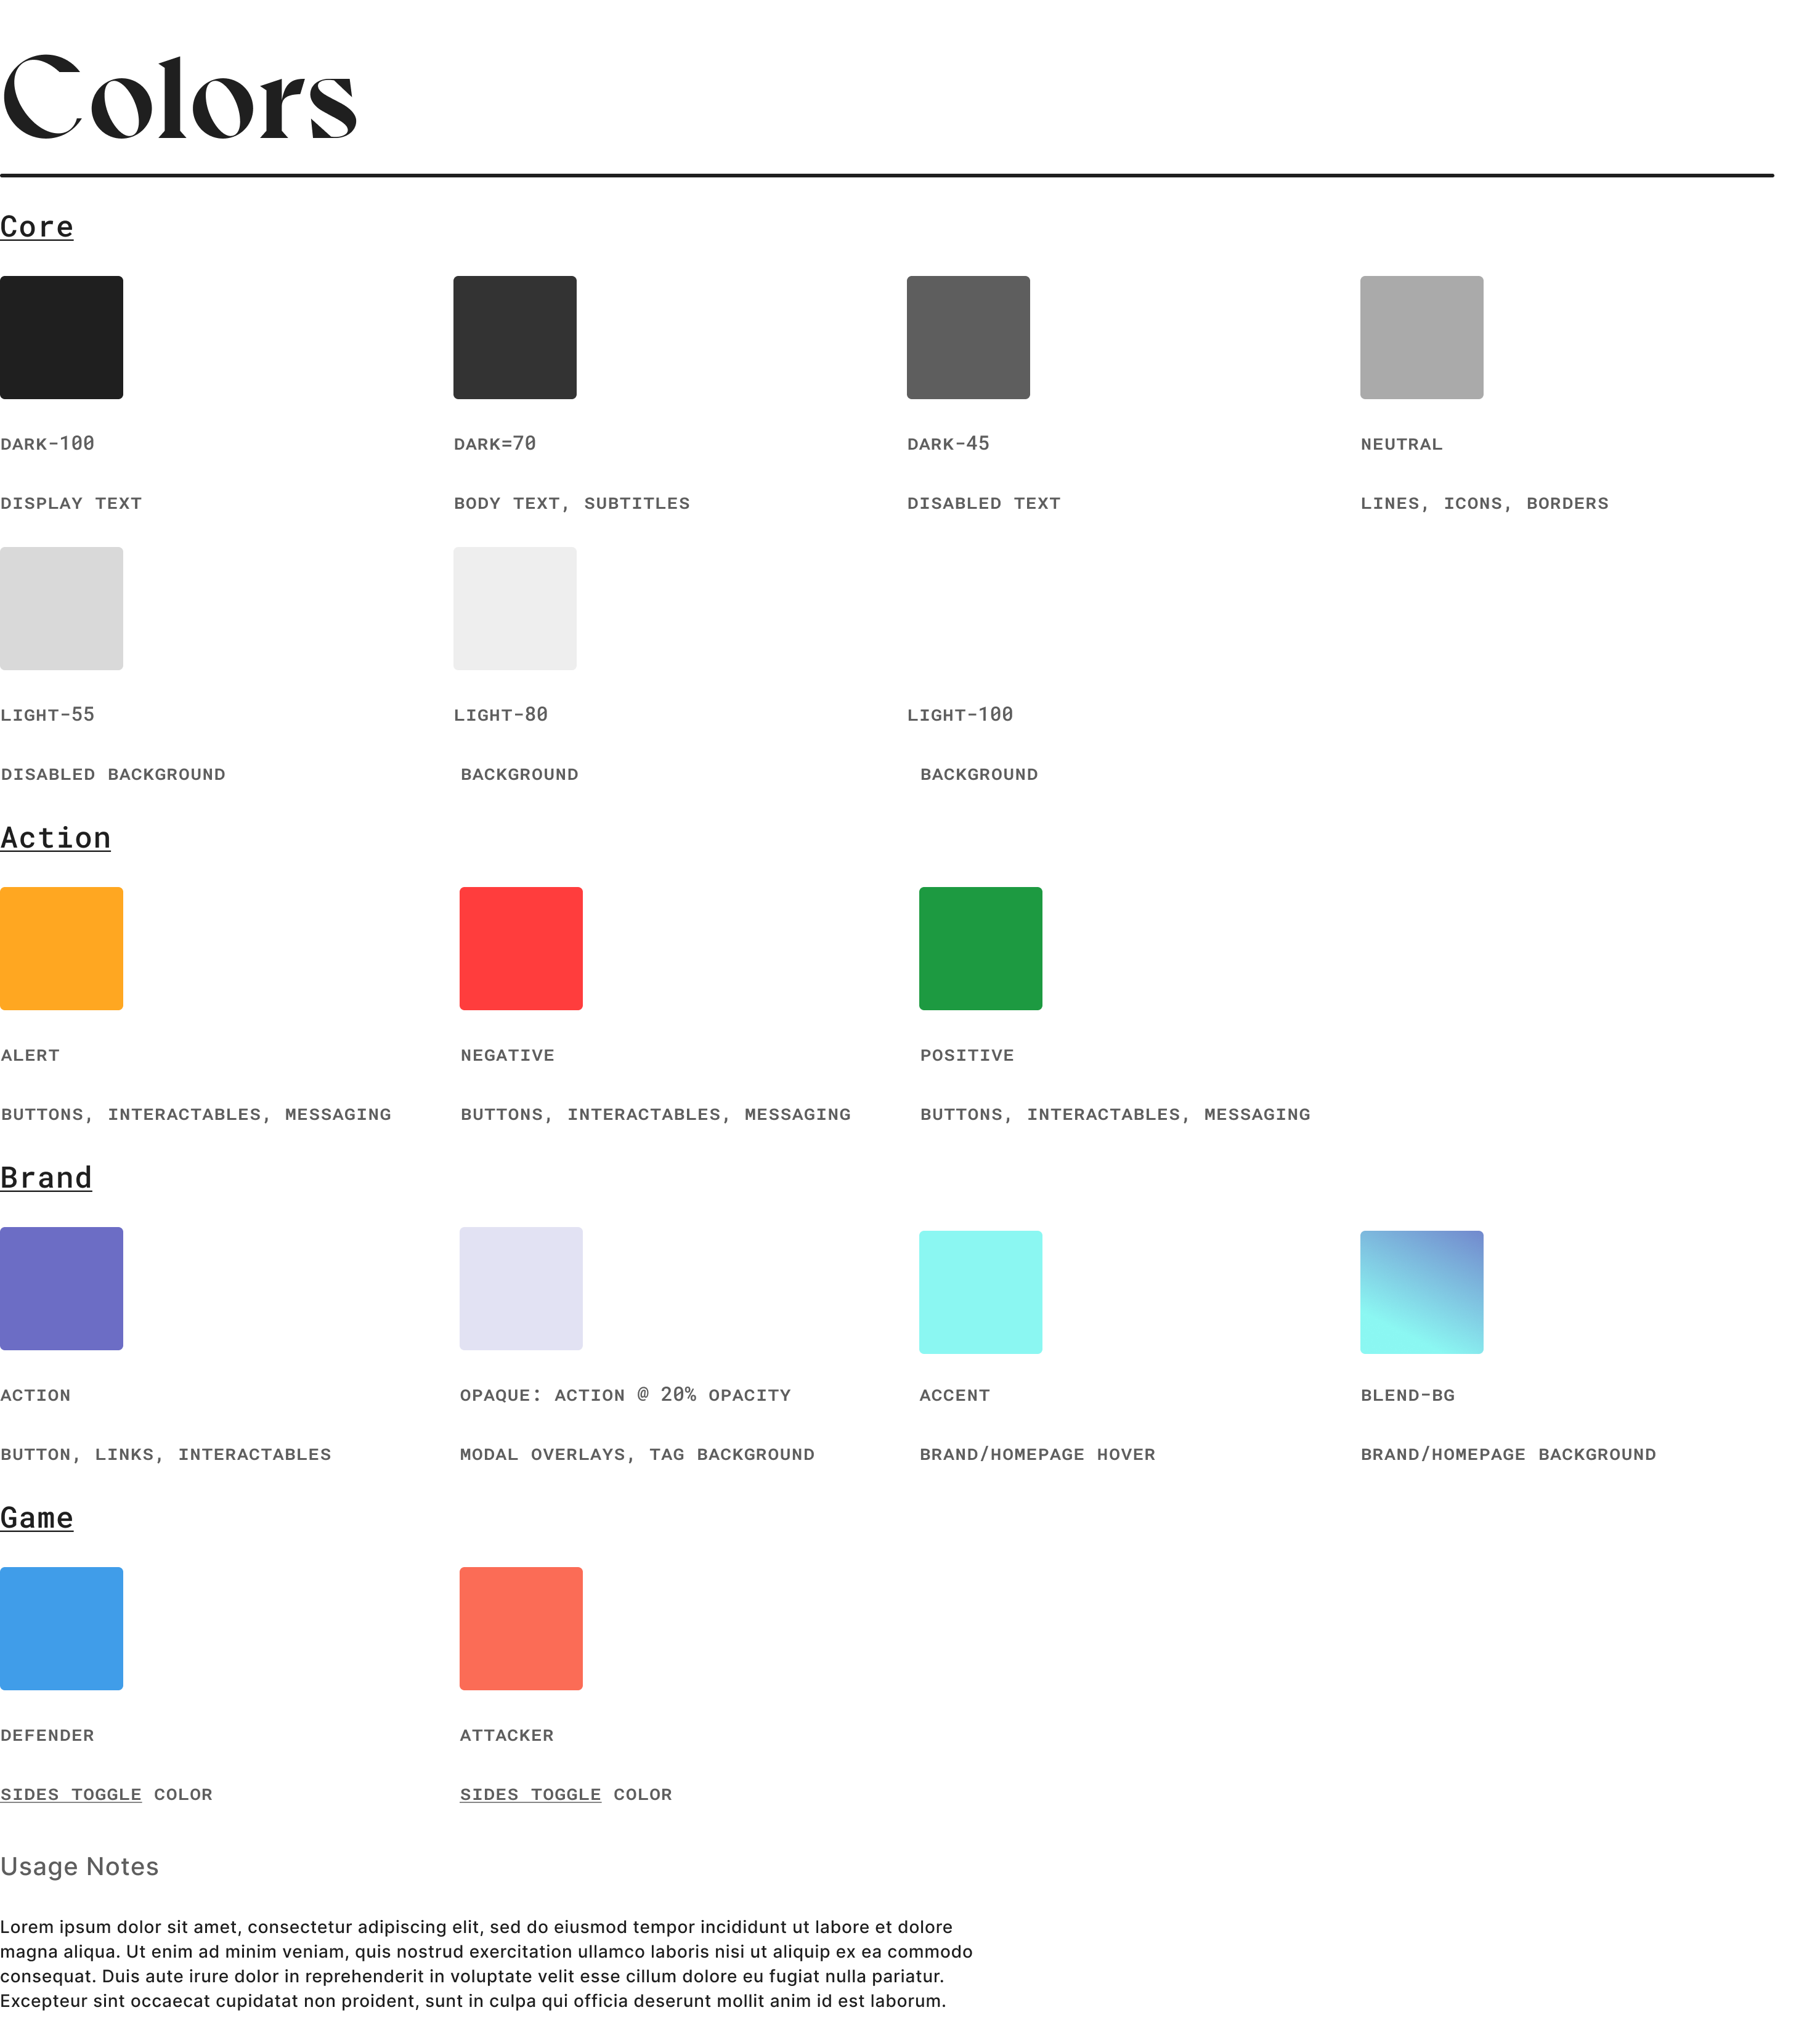 Colors
Core
DARK-100
DARK=70
DARK-45
NEUTRAL
DISPLAY TEXT
BODY TEXT, SUBTITLES
DISABLED TEXT
LINES, ICONS, BORDERS
LIGHT-55
LIGHT-80
LIGHT-100
DISABLED BACKGROUND
BACKGROUND
BACKGROUND
Action
ALERT
NEGATIVE
POSITIVE
BUTTONS, INTERACTABLES, MESSAGING
BUTTONS, INTERACTABLES, MESSAGING
BUTTONS, INTERACTABLES, MESSAGING
Brand
ACTION
OPAQUE: ACTION @ 20% OPACITY
ACCENT
BLEND-BG
BUTTON, LINKS, INTERACTABLES
MODAL OVERLAYS, TAG BACKGROUND
BRAND/HOMEPAGE HOVER
BRAND/HOMEPAGE BACKGROUND
Game
DEFENDER
ATTACKER
SIDES TOGGLE COLOR
SIDES TOGGLE COLOR
Usage Notes
Lorem ipsum dolor sit amet, consectetur adipiscing elit, sed do eiusmod tempor incididunt ut labore et dolore
magna aliqua. Ut enim ad minim veniam, quis nostrud exercitation ullamco laboris nisi ut aliquip ex ea commodo
consequat. Duis aute irure dolor in reprehenderit in voluptate velit esse cillum dolore eu fugiat nulla pariatur.
Excepteur sint occaecat cupidatat non proident, sunt in culpa qui officia deserunt mollit anim id est laborum.